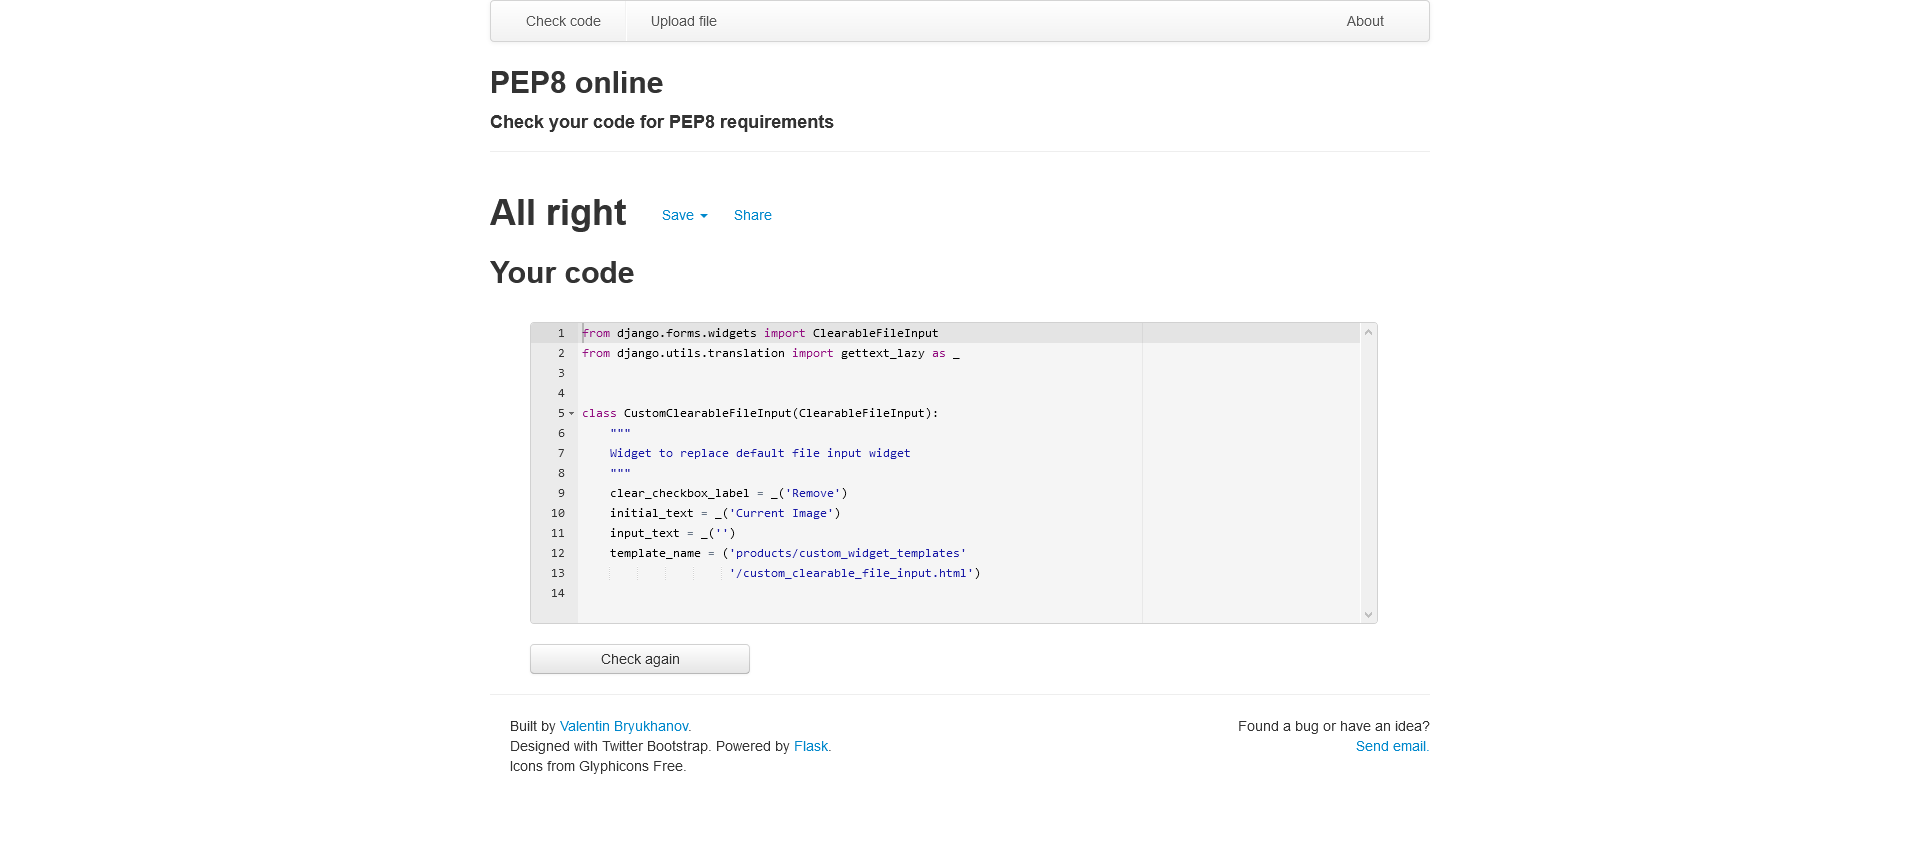 Check code Upload file About
PEP8 online
Check your code for PEP8 requirements
All right Save Share
Your code
1 from django.forms.widgets import ClearableFileInput
2 from django.utils.translation import gettext_lazy as _
3
4
5 class CustomClearableFileInput(ClearableFileInput):
6     """
7     Widget to replace default file input widget
8     """
9     clear_checkbox_label = _('Remove')
10     initial_text = _('Current Image')
11     input_text = _('')
12     template_name = ('products/custom_widget_templates'
13                      '/custom_clearable_file_input.html')
14
Check again
Built by Valentin Bryukhanov. Found a bug or have an idea?
Designed with Twitter Bootstrap. Powered by Flask. Send email.
Icons from Glyphicons Free.